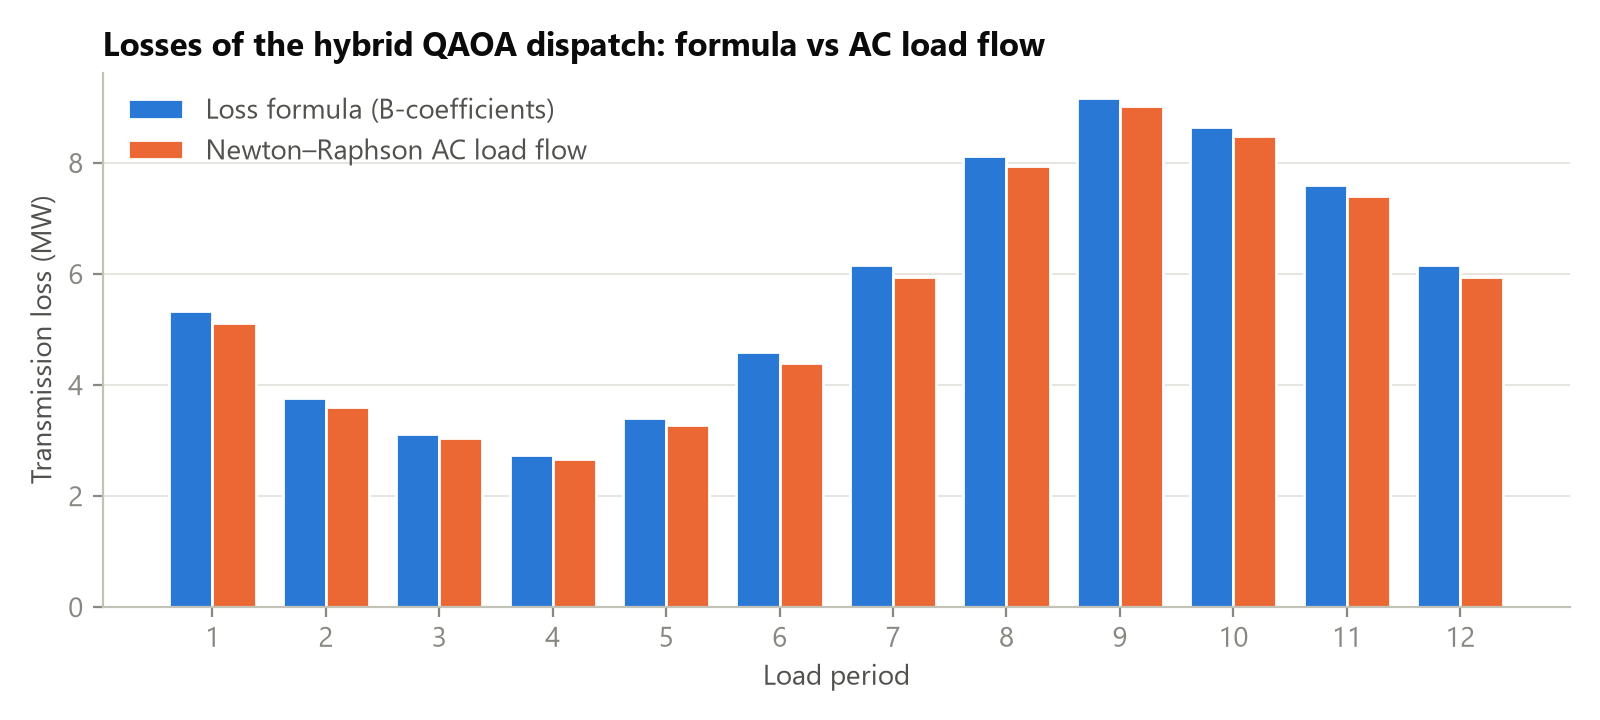 Losses of the hybrid QAOA dispatch: formula vs AC load flow
Loss formula (B-coefficients)
Newton–Raphson AC load flow
Transmission loss (MW)
8
6
4
2
0
1 2 3 4 5 6 7 8 9 10 11 12
Load period